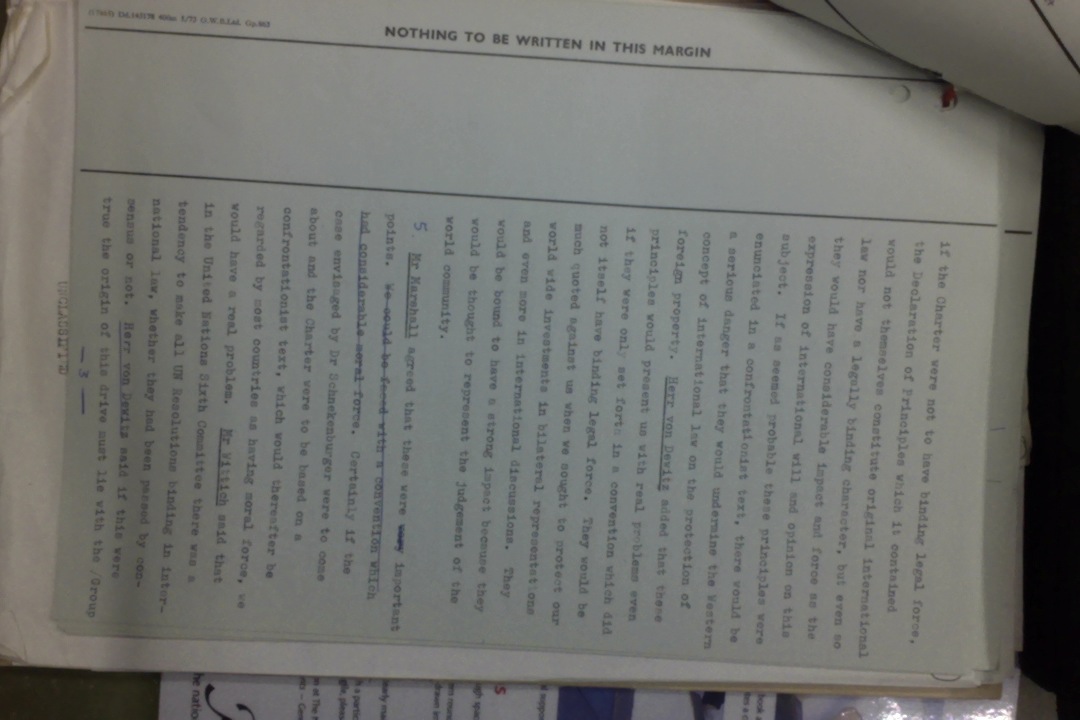 NOTHING TO BE WRITTEN IN THIS MARGIN
if the Charter were not to have binding legal force,
the Declaration of Principles which it contained
would not themselves constitute original international
law nor have a legally binding character, but even so
they would have considerable impact and force as the
expression of international will and opinion on this
subject. If as seemed probable these principles were
enunciated in a confrontationist text, there would be
a serious danger that they would undermine the Western
concept of international law on the protection of
foreign property. Herr von Dewitz added that these
principles would present us with real problems even
if they were only set forth in a convention which did
not itself have binding legal force. They would be
much quoted against us when we sought to protect our
world wide investments in bilateral representations
and even more in international discussions. They
would be bound to have a strong impact because they
would be thought to represent the judgement of the
world community.
5. Mr Marshall agreed that these were important
points. We could be faced with a convention which
had considerable moral force. Certainly if the
case envisaged by Dr Schnekenburger were to come
about and the Charter were to be based on a
confrontationist text, which would thereafter be
regarded by most countries as having moral force, we
would have a real problem. Mr Wittich said that
in the United Nations Sixth Committee there was a
tendency to make all UN Resolutions binding in inter-
national law, whether they had been passed by con-
sensus or not. Herr von Dewitz said if this were
true the origin of this drive must lie with the /Group
- 3 -
UNCLASSIFIED